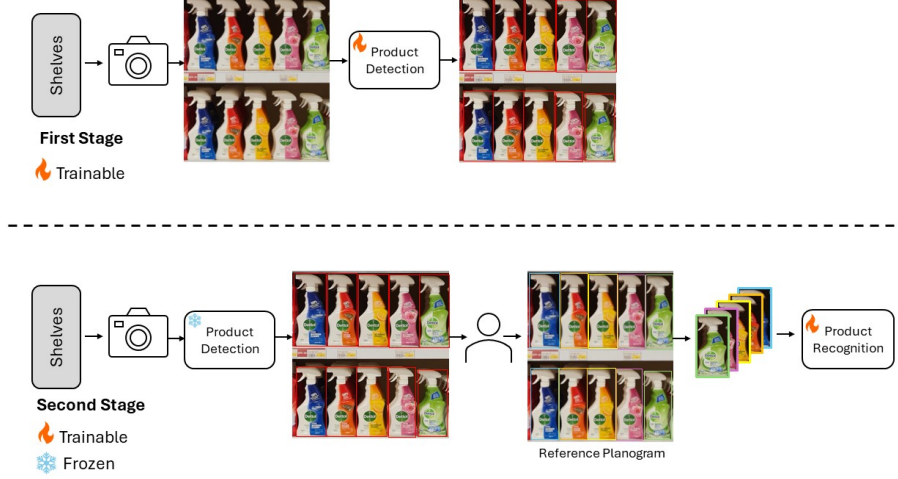 Shelves
Product
Detection
First Stage
Trainable
Shelves
Product
Detection
Product
Recognition
Second Stage
Trainable
Frozen
Reference Planogram